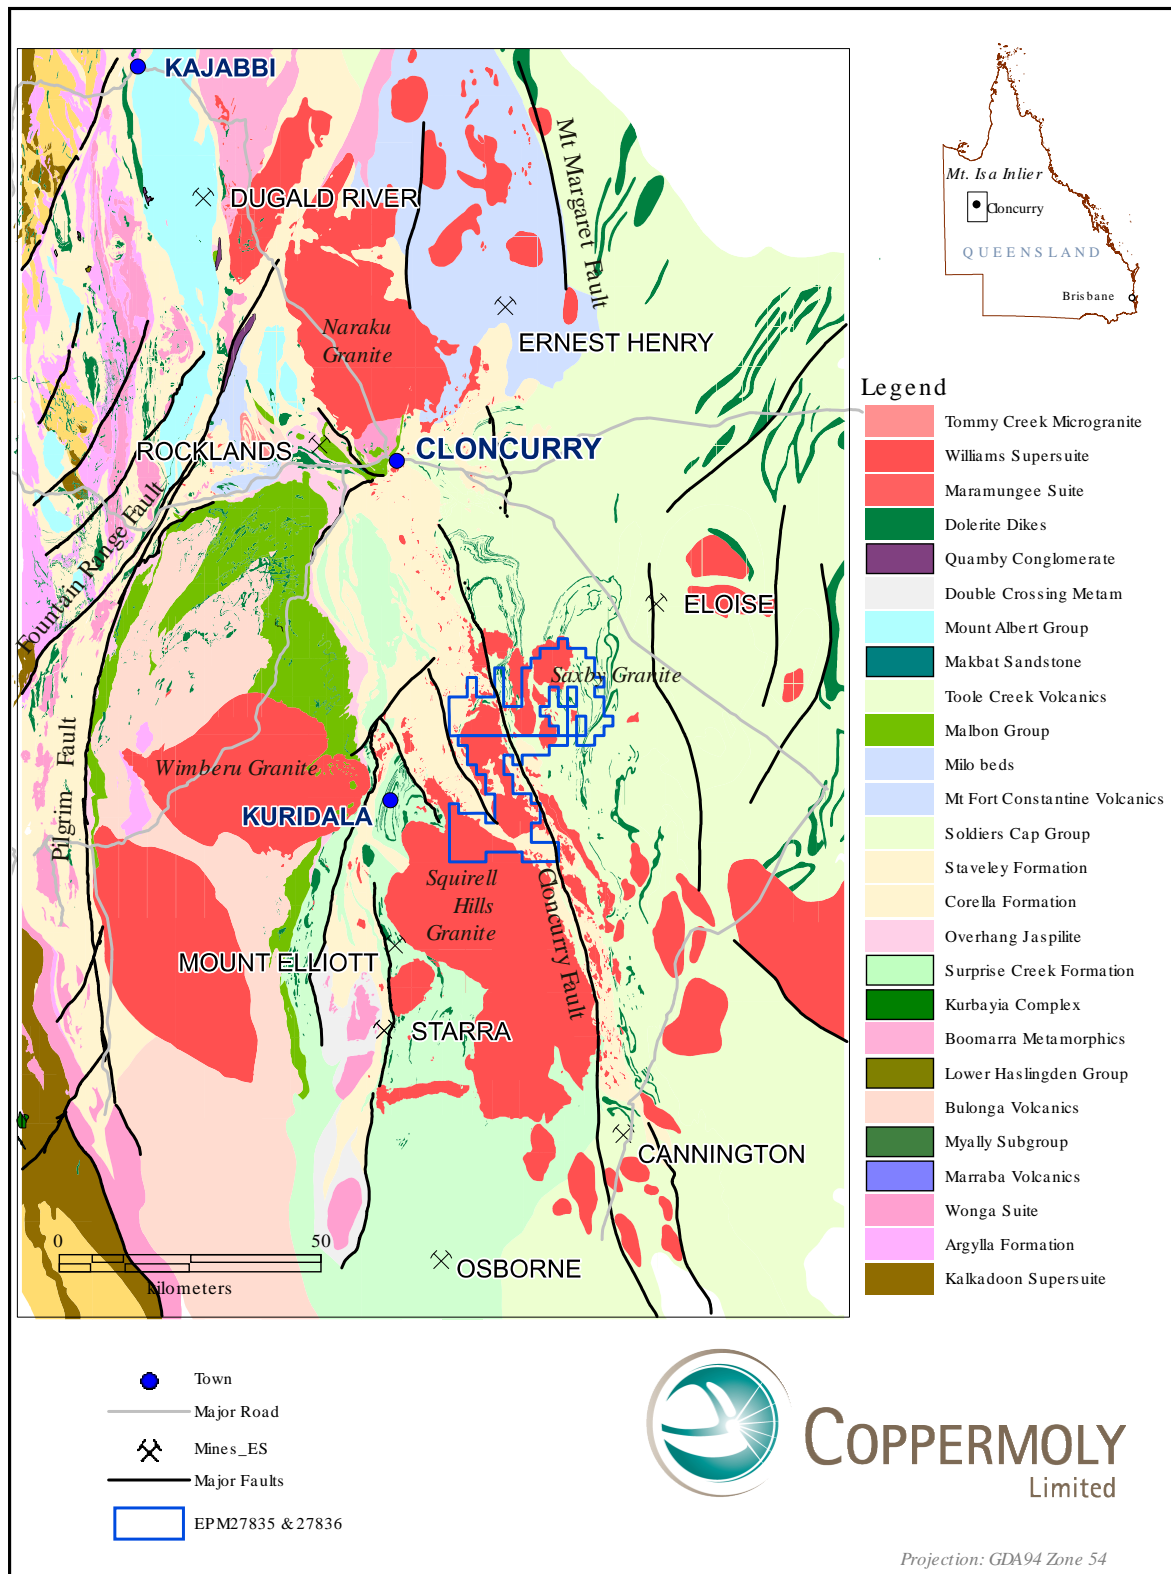 KAJABBI
DUGALD RIVER
Mt Margaret Fault
Naraku
Granite
ERNEST HENRY
ROCKLANDS
CLONCURRY
Fountain Range Fault
ELOISE
Saxby Granite
Pilgrim Fault
Wimberu Granite
KURIDALA
Squirell
Hills
Granite
Cloncurry Fault
MOUNT ELLIOTT
STARRA
CANNINGTON
OSBORNE
0 50
kilometers
Mt. Isa Inlier
Cloncurry
QUEENSLAND
Brisbane
Legend
Tommy Creek Microgranite
Williams Supersuite
Maramungee Suite
Dolerite Dikes
Quamby Conglomerate
Double Crossing Metam
Mount Albert Group
Makbat Sandstone
Toole Creek Volcanics
Malbon Group
Milo beds
Mt Fort Constantine Volcanics
Soldiers Cap Group
Staveley Formation
Corella Formation
Overhang Jaspilite
Surprise Creek Formation
Kurbayia Complex
Boomarra Metamorphics
Lower Haslingden Group
Bulonga Volcanics
Myally Subgroup
Marraba Volcanics
Wonga Suite
Argylla Formation
Kalkadoon Supersuite
Town
Major Road
Mines_ES
Major Faults
EPM27835 & 27836
COPPERMOLY
Limited
Projection: GDA94 Zone 54